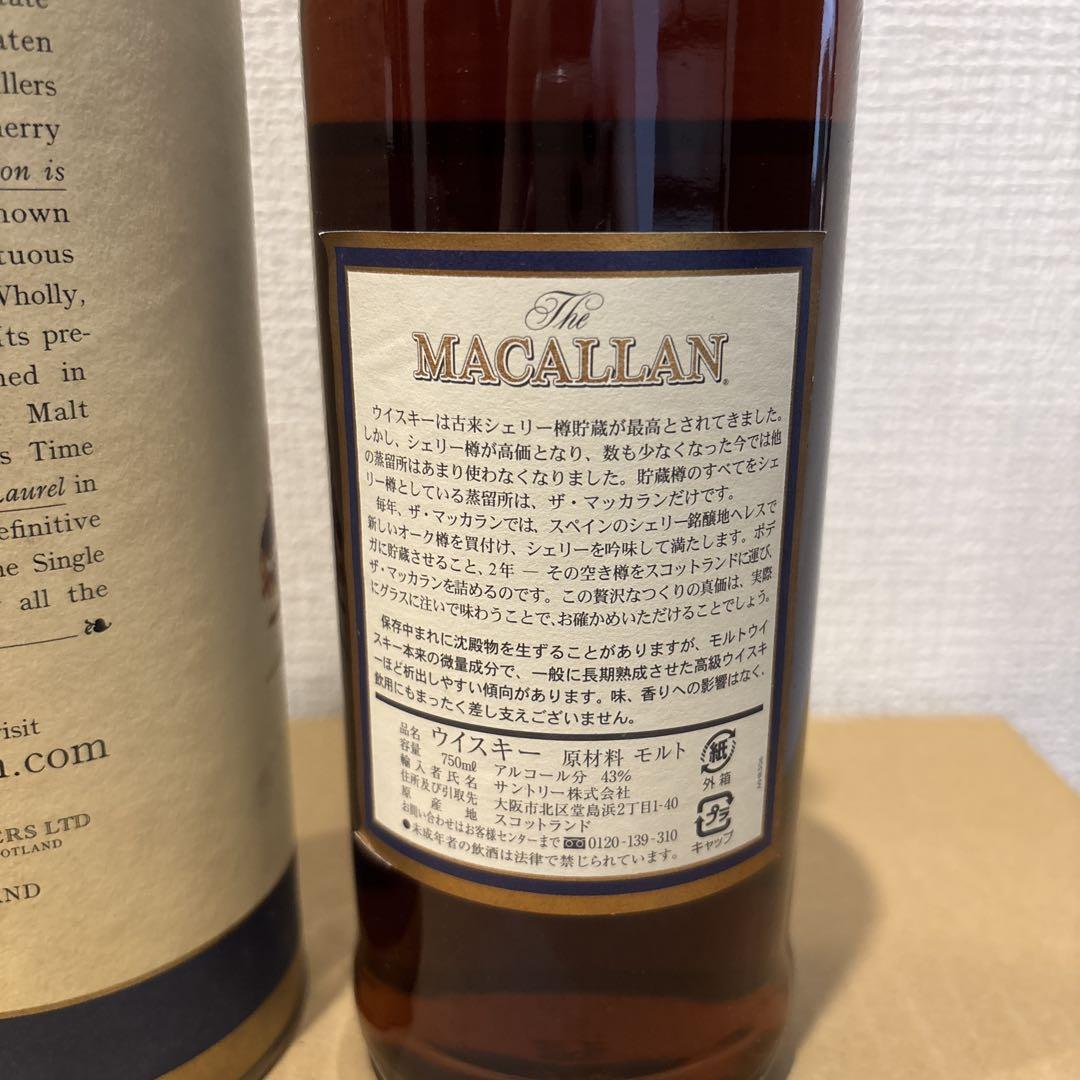 aten
llers
herry
on is
nown
tuous
Wholly,
Its pre-
ned in
Malt
s Time
Laurel in
efinitive
ne Single
all the
visit
n.com
ERS LTD
OTLAND
AND
The
MACALLAN
ウイスキーは古来シェリー樽貯蔵が最高とされてきました。
しかし、シェリー樽が高価となり、数も少なくなった今では他
の蒸留所はあまり使わなくなりました。貯蔵樽のすべてをシェ
リー樽としている蒸留所は、ザ・マッカランだけです。
毎年、ザ・マッカランでは、スペインのシェリー銘醸地ヘレスで
新しいオーク樽を買付け、シェリーを吟味して満たします。ボデ
ガに貯蔵させること、2年 — その空き樽をスコットランドに運び、
ザ・マッカランを詰めるのです。この贅沢なつくりの真価は、実際
にグラスに注いで味わうことで、お確かめいただけることでしょう。
保存中まれに沈殿物を生ずることがありますが、モルトウイ
スキー本来の微量成分で、一般に長期熟成させた高級ウイスキ
ーほど析出しやすい傾向があります。味、香りへの影響はなく、
飲用にもまったく差し支えございません。
品名 ウイスキー 原材料 モルト
容量 750ml アルコール分 43%
輸入者氏名 サントリー株式会社
住所及び引取先 大阪市北区堂島浜2丁目1-40
原産地 スコットランド
お問い合わせはお客様センターまで 0120-139-310
●未成年者の飲酒は法律で禁じられています。
紙
外箱
プラ
キャップ